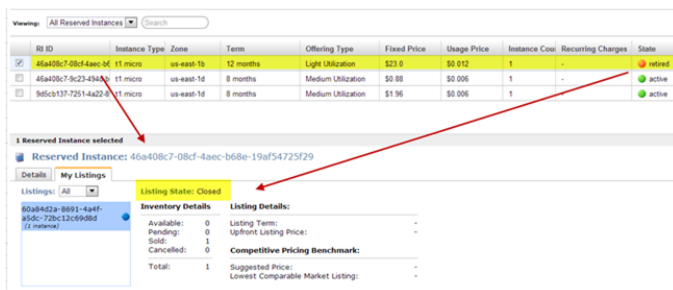 Viewing: All Reserved Instances Search
RI ID Instance Type Zone Term Offering Type Fixed Price Usage Price Instance Cou Recurring Charges State
46a408c7-08cf-4aec-b6 t1.micro us-east-1b 12 months Light Utilization $23.0 $0.012 1 - retired
46a408c7-9c23-494d-b t1.micro us-east-1d 8 months Medium Utilization $0.88 $0.006 1 - active
9d5cb137-7251-4a22-8 t1.micro us-east-1d 8 months Medium Utilization $1.96 $0.006 1 - active
1 Reserved Instance selected
Reserved Instance: 46a408c7-08cf-4aec-b68e-19af54725f29
Details My Listings
Listings: All Listing State: Closed
60a84d2a-8691-4a4f-
a5dc-72bc12c69d8d
(1 instance)
Inventory Details Listing Details:
Available: 0 Listing Term: -
Pending: 0 Upfront Listing Price: -
Sold: 1
Cancelled: 0 Competitive Pricing Benchmark:
Total: 1 Suggested Price: -
Lowest Comparable Market Listing: -